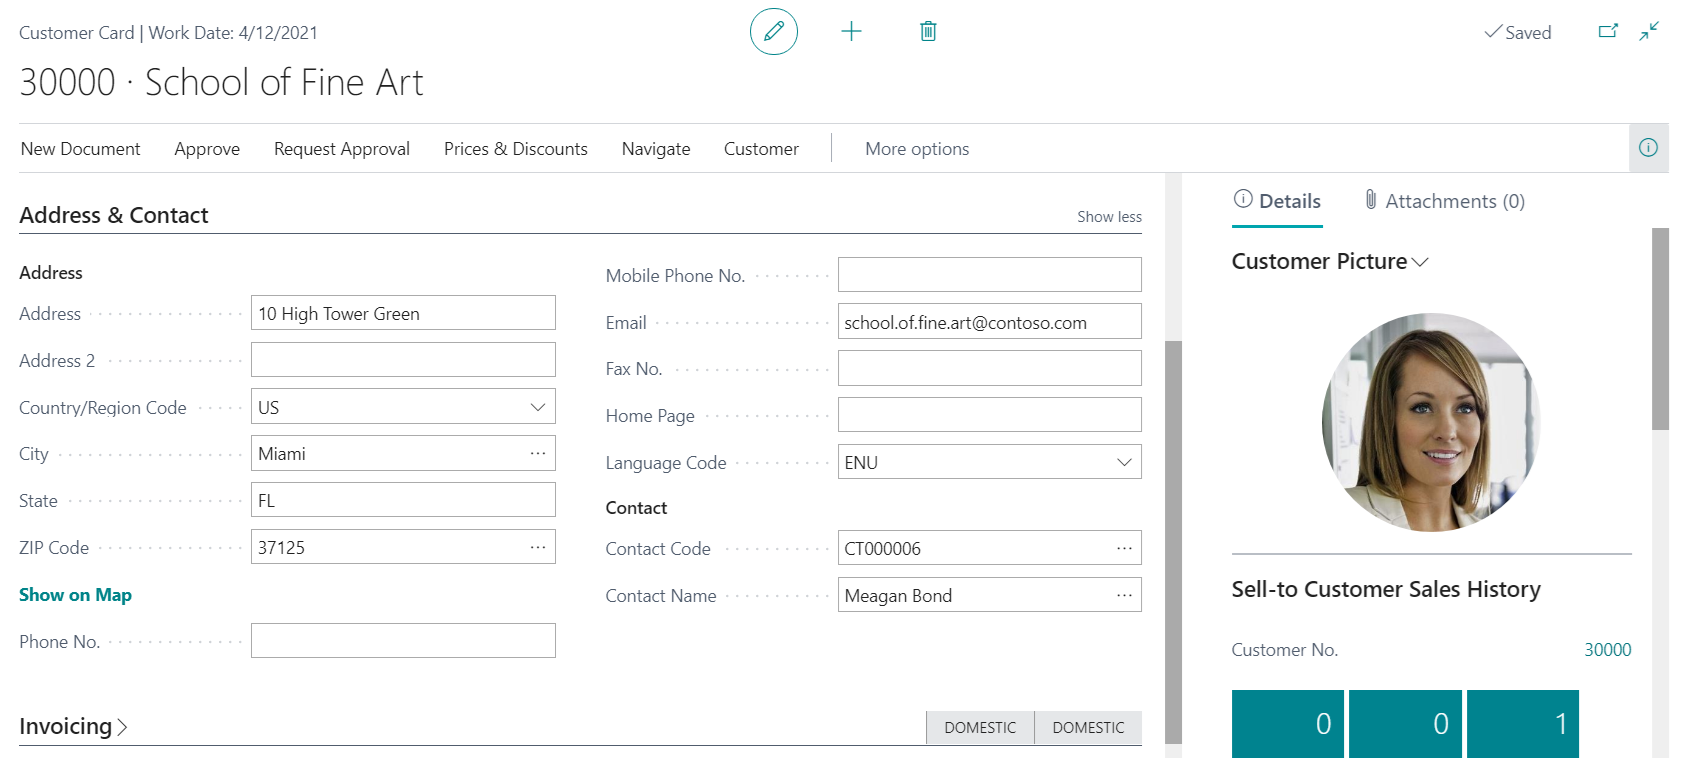 Customer Card | Work Date: 4/12/2021
Saved
30000 · School of Fine Art
New Document Approve Request Approval Prices & Discounts Navigate Customer More options
Address & Contact
Show less
Address
Address 10 High Tower Green
Address 2
Country/Region Code US
City Miami ...
State FL
ZIP Code 37125 ...
Show on Map
Phone No.
Mobile Phone No.
Email school.of.fine.art@contoso.com
Fax No.
Home Page
Language Code ENU
Contact
Contact Code CT000006 ...
Contact Name Meagan Bond ...
Invoicing
DOMESTIC DOMESTIC
Details Attachments (0)
Customer Picture
Sell-to Customer Sales History
Customer No. 30000
0 0 1